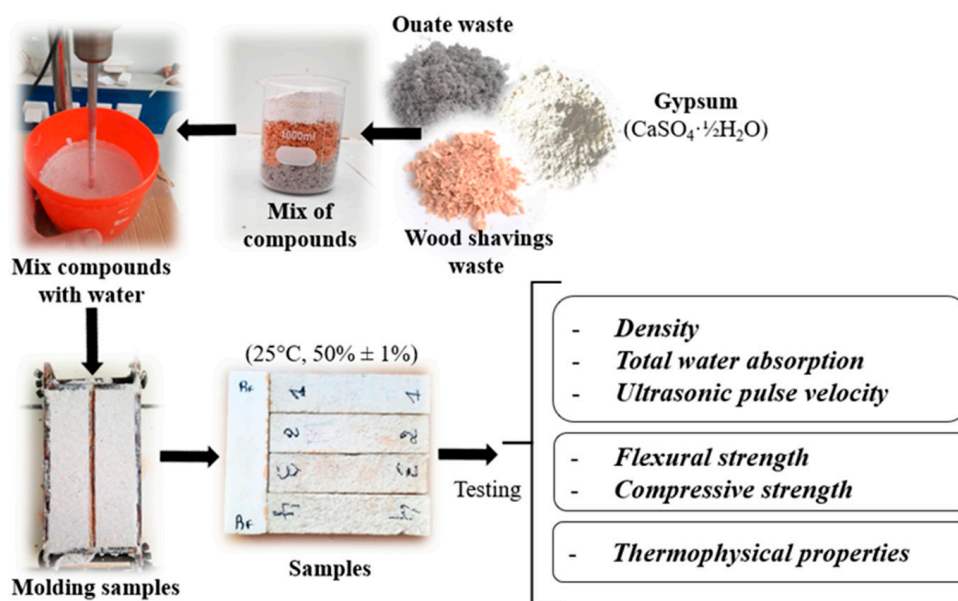 Ouate waste
Gypsum
(CaSO₄·½H₂O)
1000ml
Mix of
compounds
Wood shavings
waste
Mix compounds
with water
(25°C, 50% ± 1%)
- Density
- Total water absorption
- Ultrasonic pulse velocity
Testing
- Flexural strength
- Compressive strength
- Thermophysical properties
Molding samples
Samples